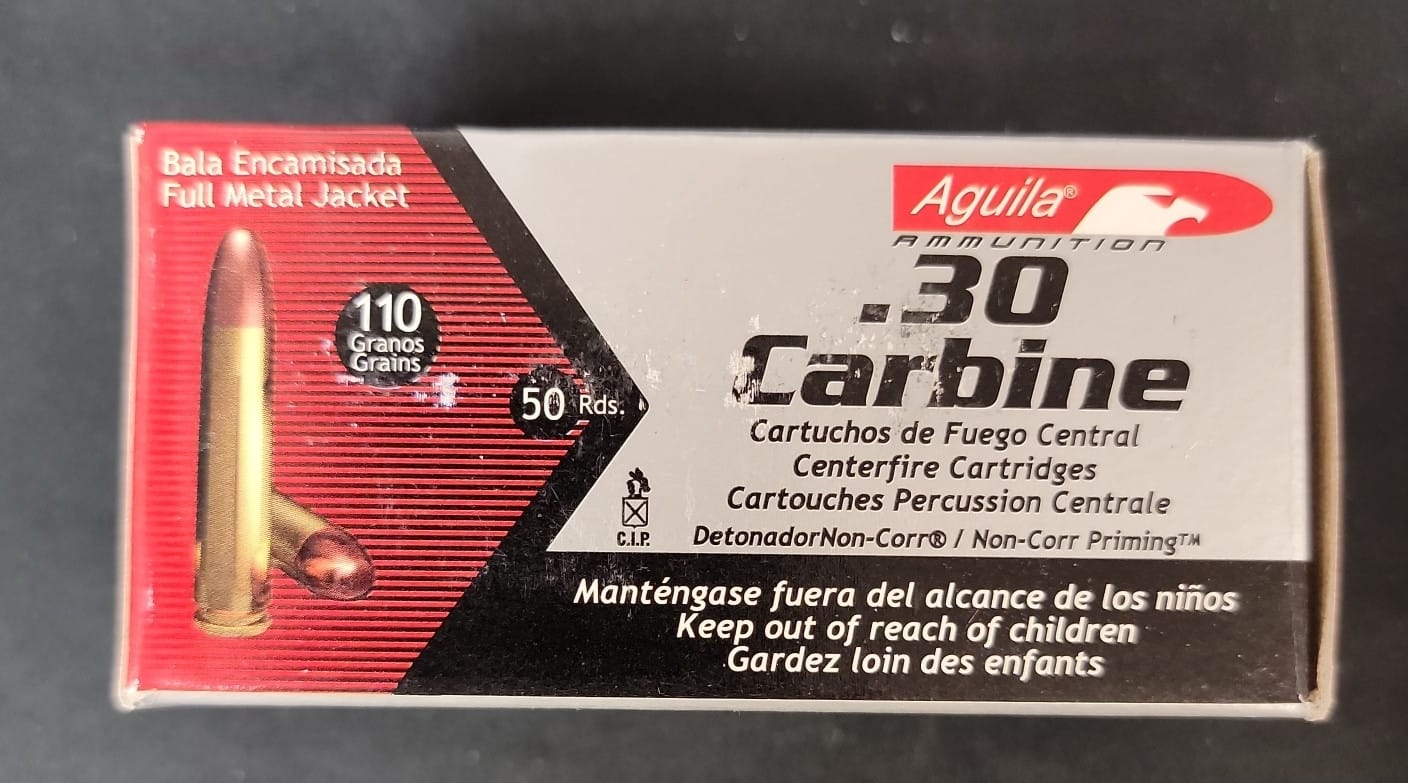 Bala Encamisada
Full Metal Jacket
110
Granos
Grains
50 Rds.
Aguila®
AMMUNITION
.30
Carbine
Cartuchos de Fuego Central
Centerfire Cartridges
Cartouches Percussion Centrale
C.I.P.
DetonadorNon-Corr® / Non-Corr Priming™
Manténgase fuera del alcance de los niños
Keep out of reach of children
Gardez loin des enfants